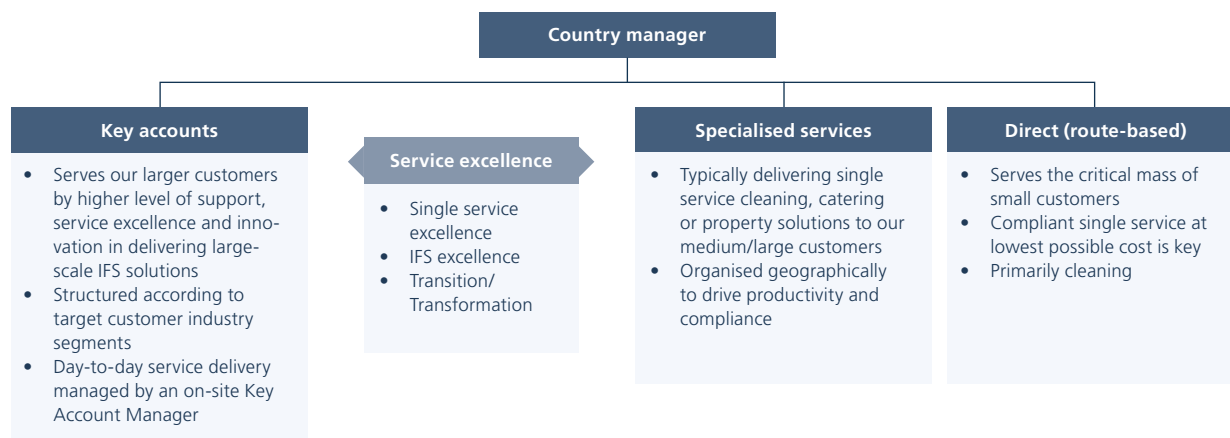 Country manager
Key accounts
• Serves our larger customers
by higher level of support,
service excellence and inno-
vation in delivering large-
scale IFS solutions
• Structured according to
target customer industry
segments
• Day-to-day service delivery
managed by an on-site Key
Account Manager
Service excellence
• Single service
excellence
• IFS excellence
• Transition/
Transformation
Specialised services
• Typically delivering single
service cleaning, catering
or property solutions to our
medium/large customers
• Organised geographically
to drive productivity and
compliance
Direct (route-based)
• Serves the critical mass of
small customers
• Compliant single service at
lowest possible cost is key
• Primarily cleaning